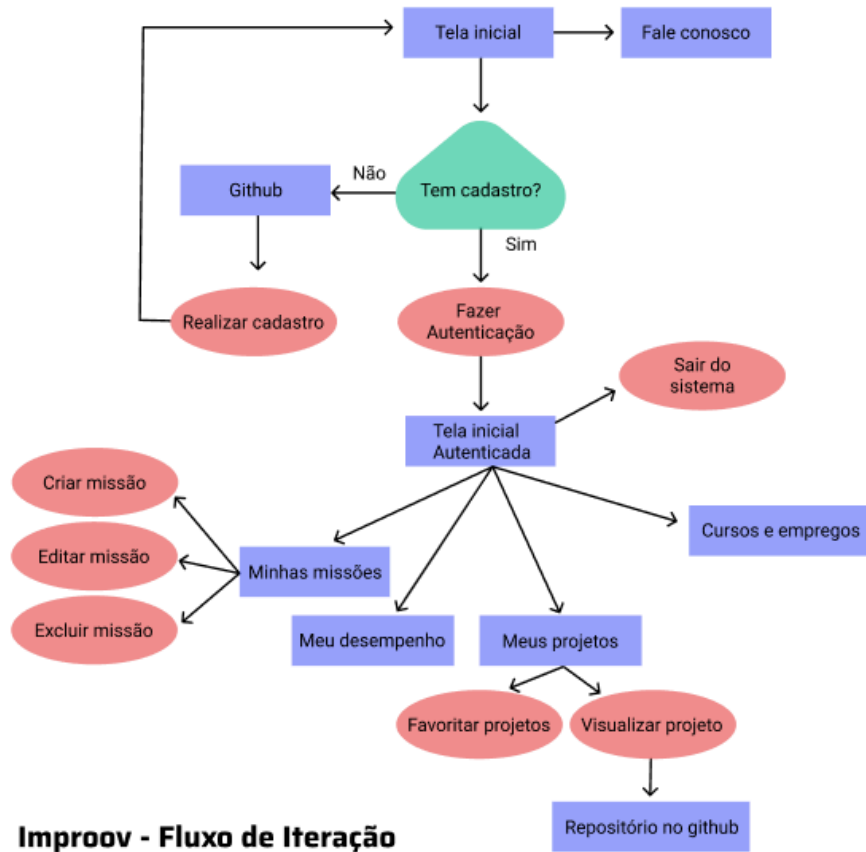 Tela inicial
Fale conosco
Não
Github
Tem cadastro?
Sim
Realizar cadastro
Fazer
Autenticação
Sair do
sistema
Tela inicial
Autenticada
Criar missão
Cursos e empregos
Editar missão
Minhas missões
Excluir missão
Meu desempenho
Meus projetos
Favoritar projetos
Visualizar projeto
Repositório no github
Improov - Fluxo de Iteração